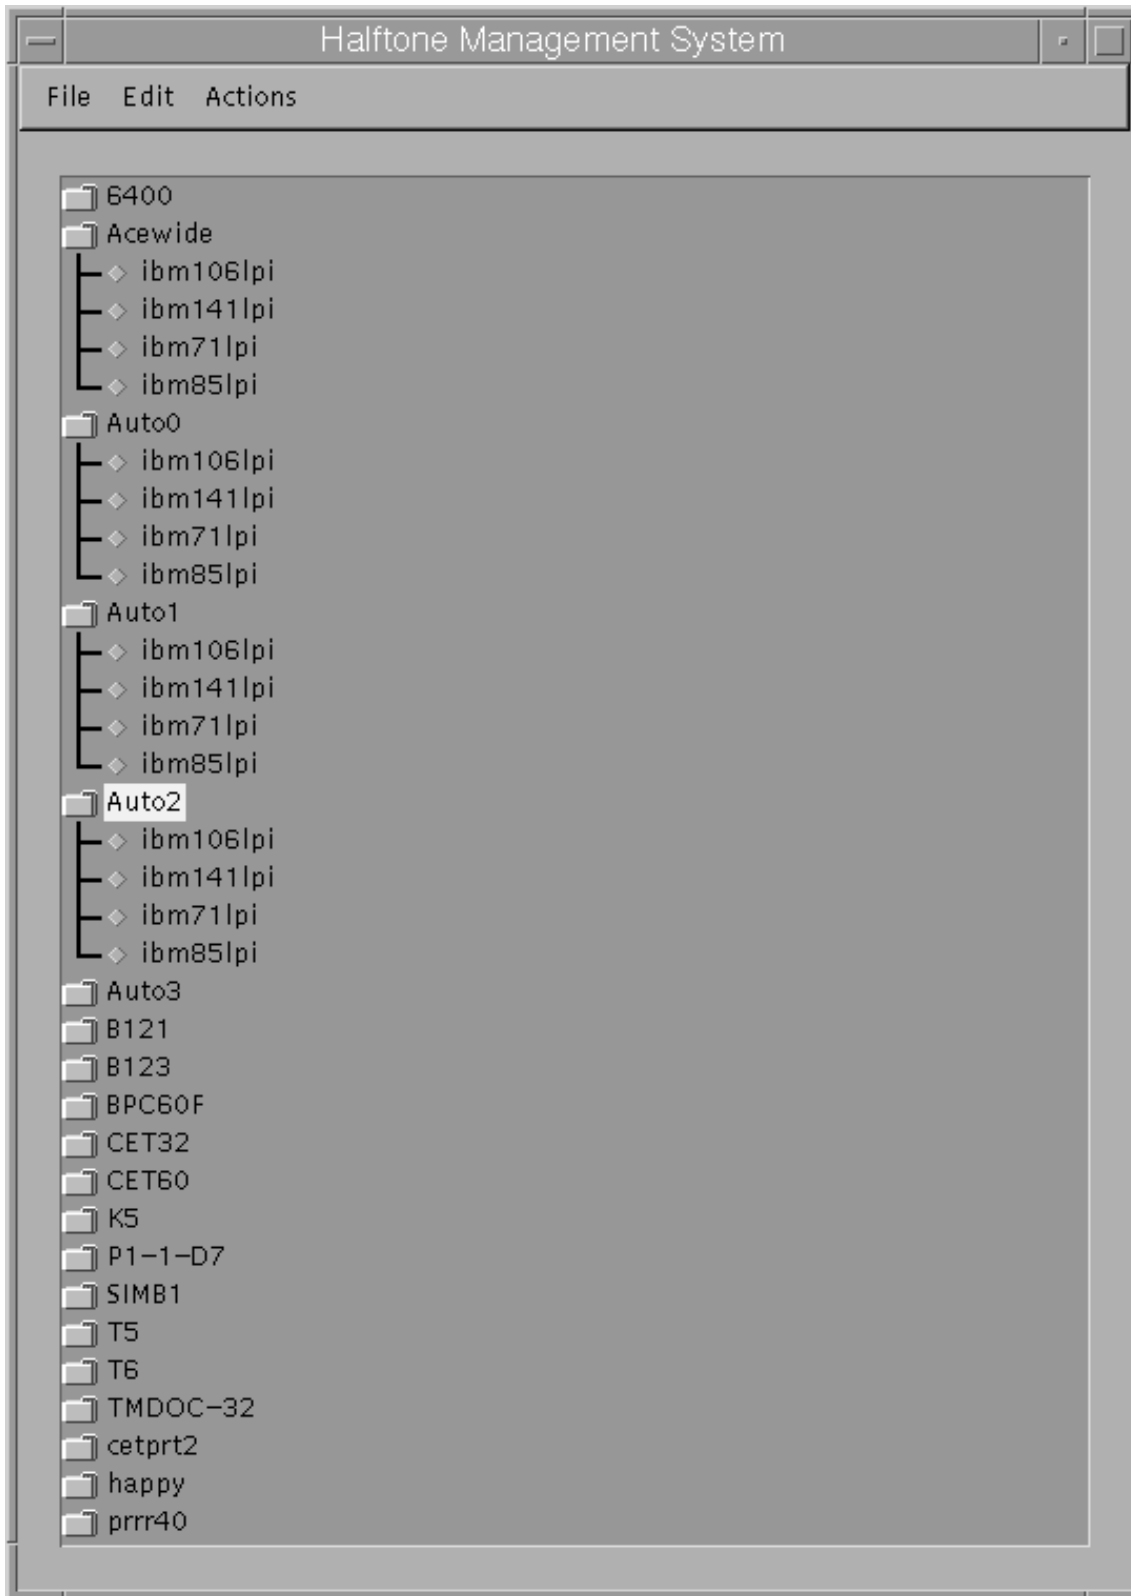 Halftone Management System
File Edit Actions
6400
Acewide
ibm106lpi
ibm141lpi
ibm71lpi
ibm85lpi
Auto0
ibm106lpi
ibm141lpi
ibm71lpi
ibm85lpi
Auto1
ibm106lpi
ibm141lpi
ibm71lpi
ibm85lpi
Auto2
ibm106lpi
ibm141lpi
ibm71lpi
ibm85lpi
Auto3
B121
B123
BPC60F
CET32
CET60
K5
P1-1-D7
SIMB1
T5
T6
TMDOC-32
cetprt2
happy
prrr40